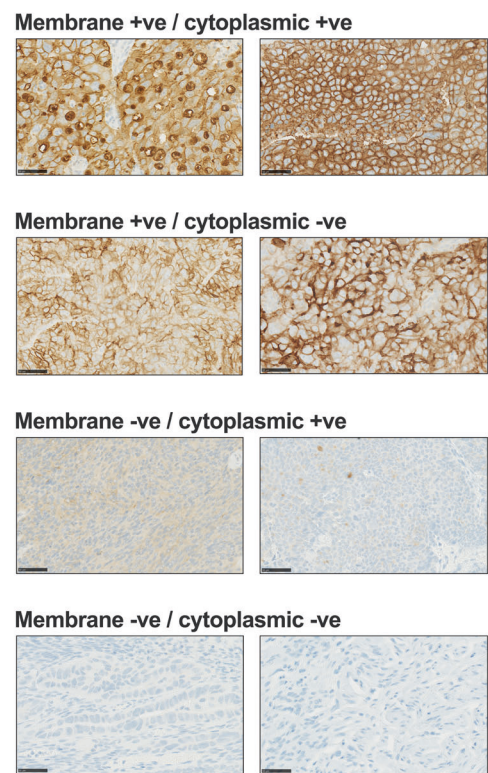 Membrane +ve / cytoplasmic +ve
Membrane +ve / cytoplasmic -ve
Membrane -ve / cytoplasmic +ve
Membrane -ve / cytoplasmic -ve